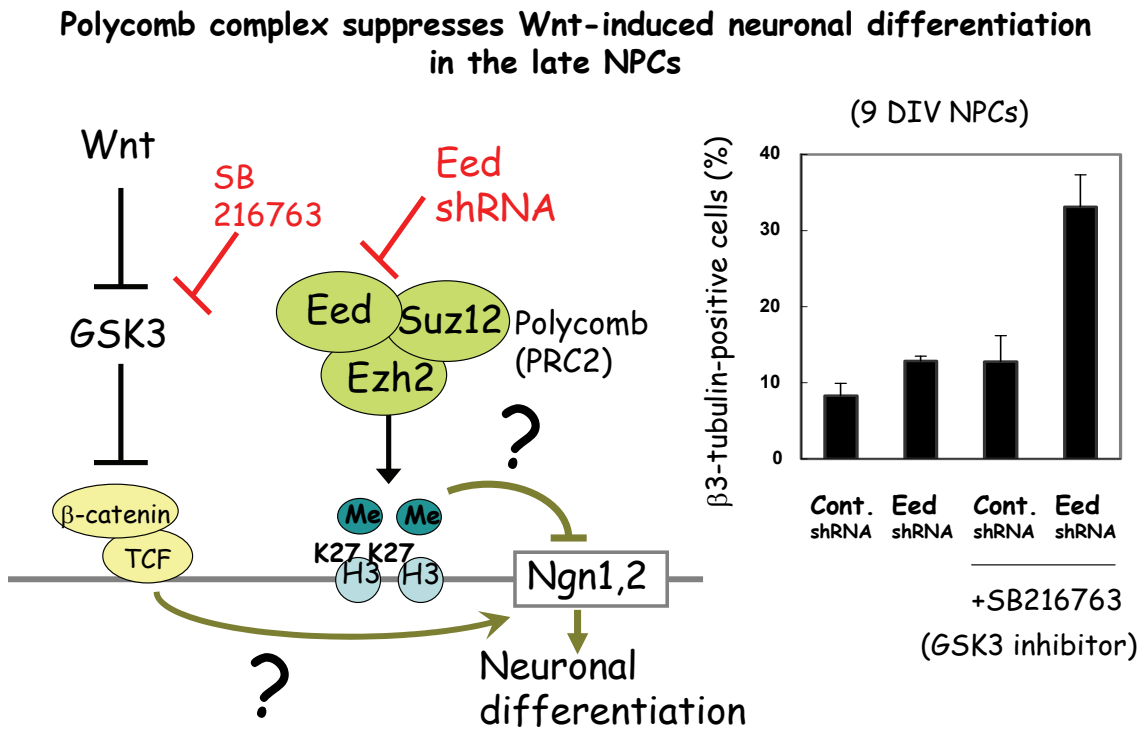 Polycomb complex suppresses Wnt-induced neuronal differentiation
in the late NPCs
Wnt
SB
216763
Eed
shRNA
GSK3
Eed
Suz12
Ezh2
Polycomb
(PRC2)
?
β-catenin
TCF
Me
Me
K27
K27
H3
H3
Ngn1,2
?
Neuronal
differentiation
(9 DIV NPCs)
β3-tubulin-positive cells (%)
40
30
20
10
0
Cont.
shRNA
Eed
shRNA
Cont.
shRNA
Eed
shRNA
+SB216763
(GSK3 inhibitor)